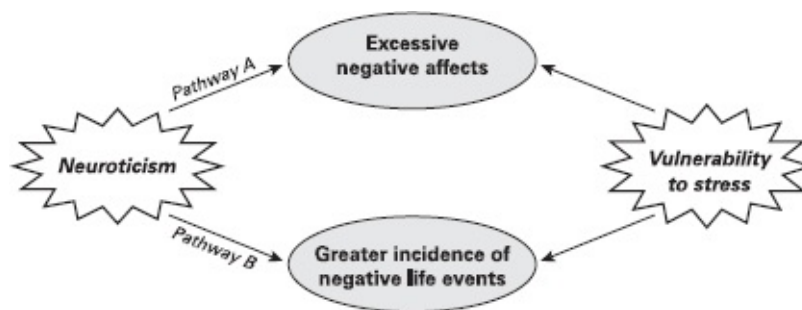 Excessive
negative affects
Pathway A
Neuroticism
Vulnerability
to stress
Pathway B
Greater incidence of
negative life events